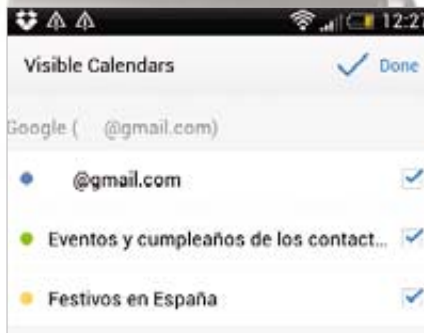 12:27
Visible Calendars
Done
Google ( @gmail.com)
@gmail.com
Eventos y cumpleaños de los contact...
Festivos en España